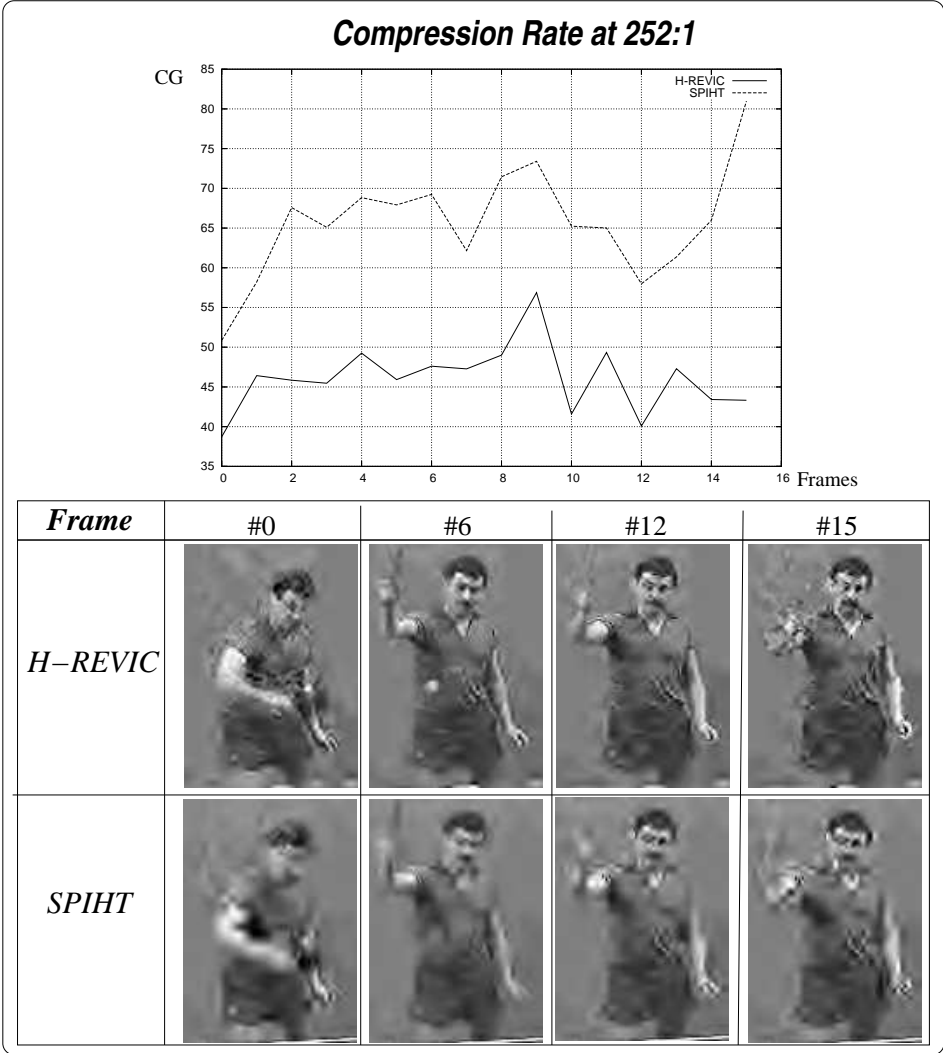 Compression Rate at 252:1
CG
85
80
75
70
65
60
55
50
45
40
35
H-REVIC
SPIHT
0 2 4 6 8 10 12 14 16 Frames
Frame #0 #6 #12 #15
H−REVIC
SPIHT